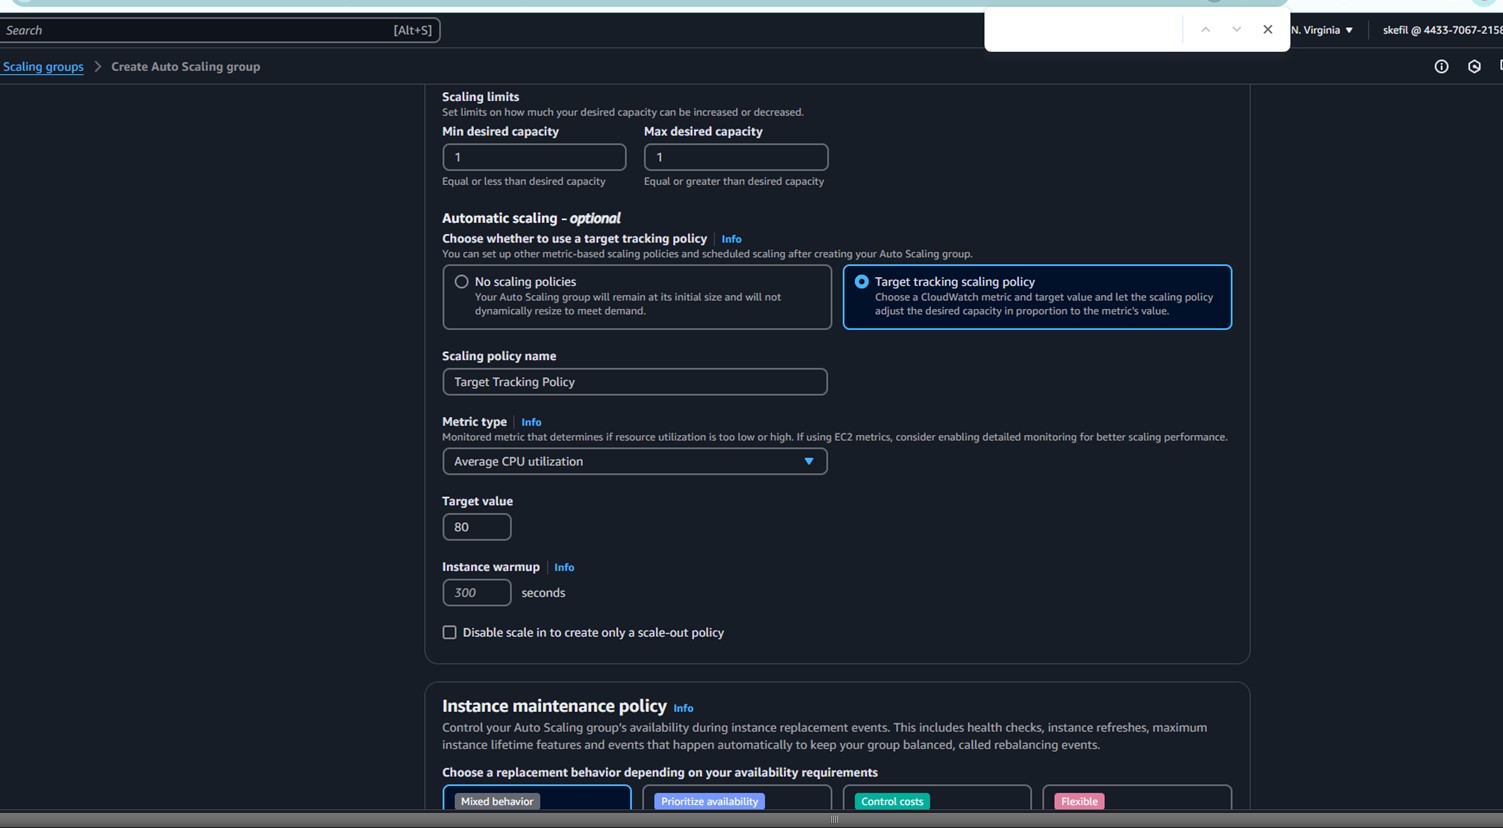 Search [Alt+S]
N. Virginia ▼ skefil @ 4433-7067-2158
Scaling groups > Create Auto Scaling group
Scaling limits
Set limits on how much your desired capacity can be increased or decreased.
Min desired capacity Max desired capacity
1 1
Equal or less than desired capacity Equal or greater than desired capacity
Automatic scaling - optional
Choose whether to use a target tracking policy | Info
You can set up other metric-based scaling policies and scheduled scaling after creating your Auto Scaling group.
No scaling policies
Your Auto Scaling group will remain at its initial size and will not
dynamically resize to meet demand.
Target tracking scaling policy
Choose a CloudWatch metric and target value and let the scaling policy
adjust the desired capacity in proportion to the metric's value.
Scaling policy name
Target Tracking Policy
Metric type | Info
Monitored metric that determines if resource utilization is too low or high. If using EC2 metrics, consider enabling detailed monitoring for better scaling performance.
Average CPU utilization
Target value
80
Instance warmup | Info
300 seconds
Disable scale in to create only a scale-out policy
Instance maintenance policy Info
Control your Auto Scaling group's availability during instance replacement events. This includes health checks, instance refreshes, maximum
instance lifetime features and events that happen automatically to keep your group balanced, called rebalancing events.
Choose a replacement behavior depending on your availability requirements
Mixed behavior Prioritize availability Control costs Flexible